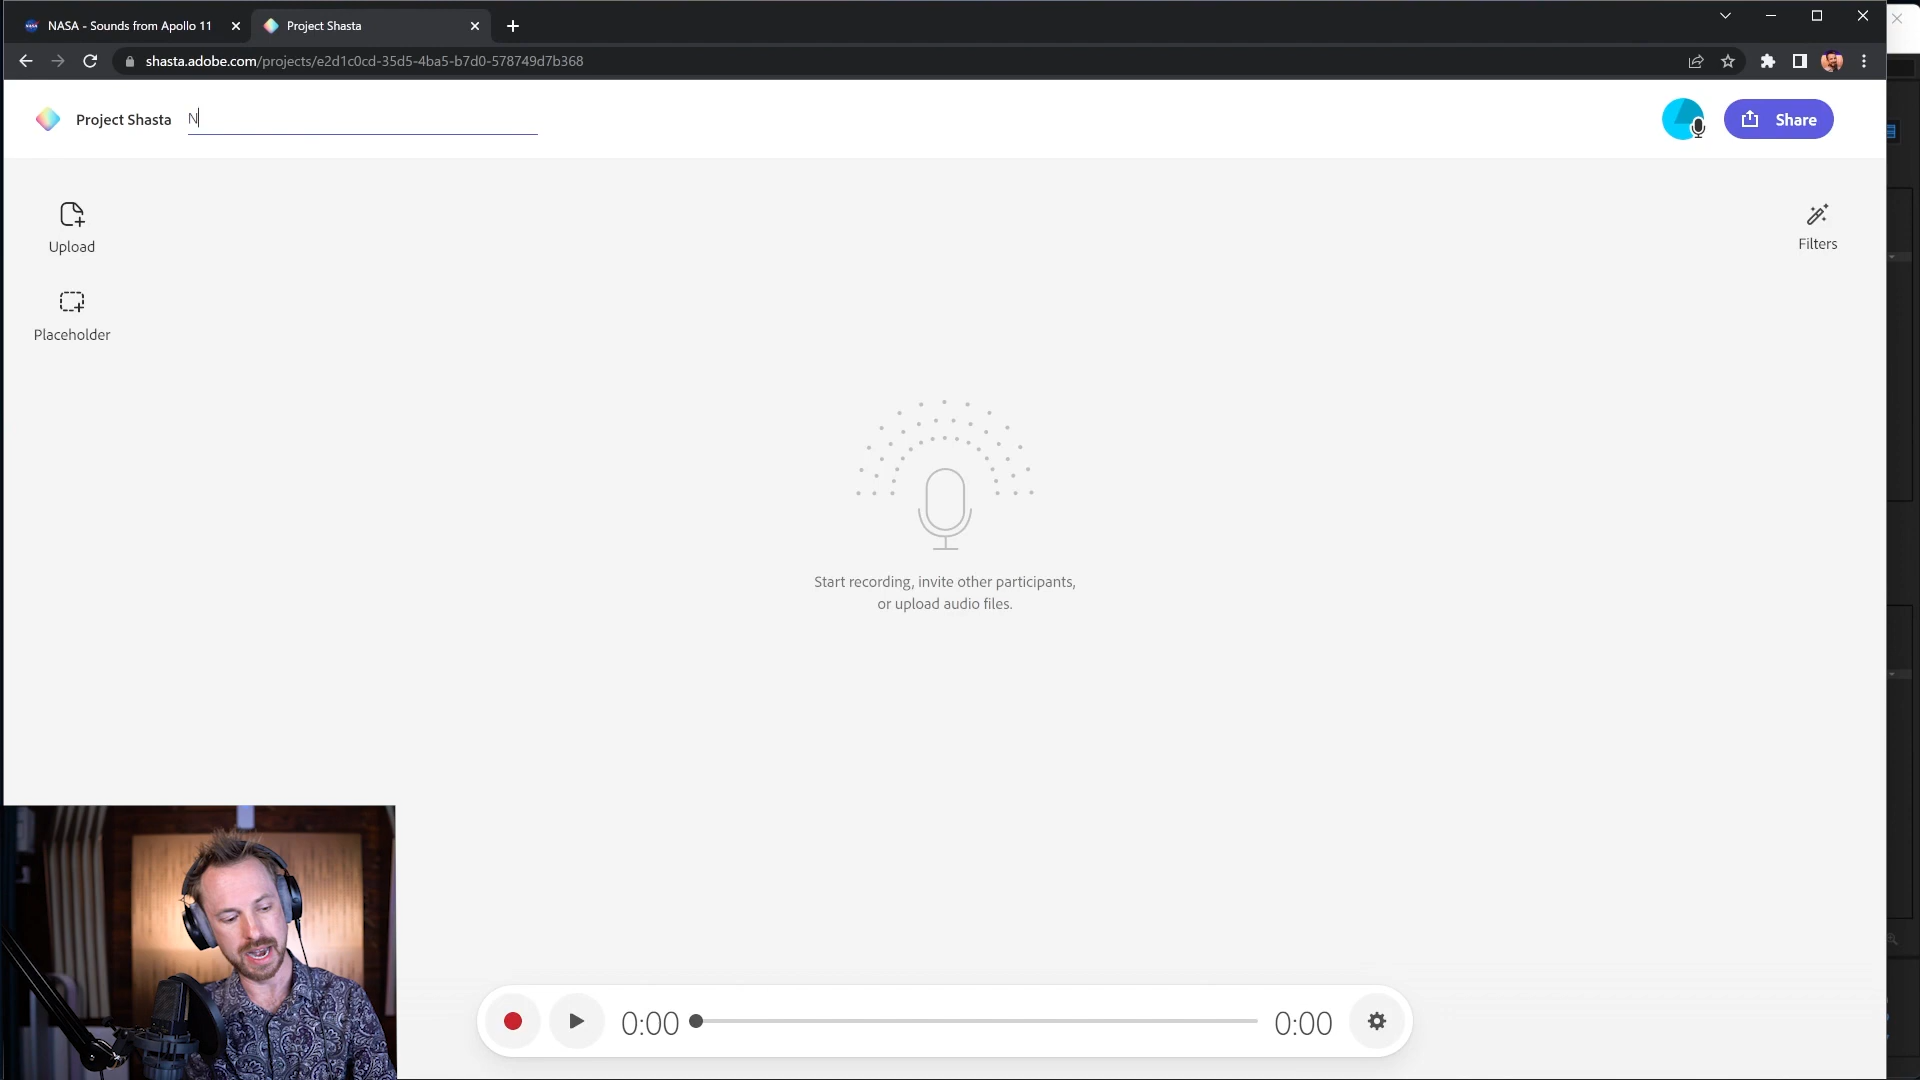 NASA - Sounds from Apollo 11
Project Shasta
shasta.adobe.com/projects/e2d1c0cd-35d5-4ba5-b7d0-578749d7b368
Project Shasta
N
Share
Upload
Filters
Placeholder
Start recording, invite other participants,
or upload audio files.
0:00
0:00